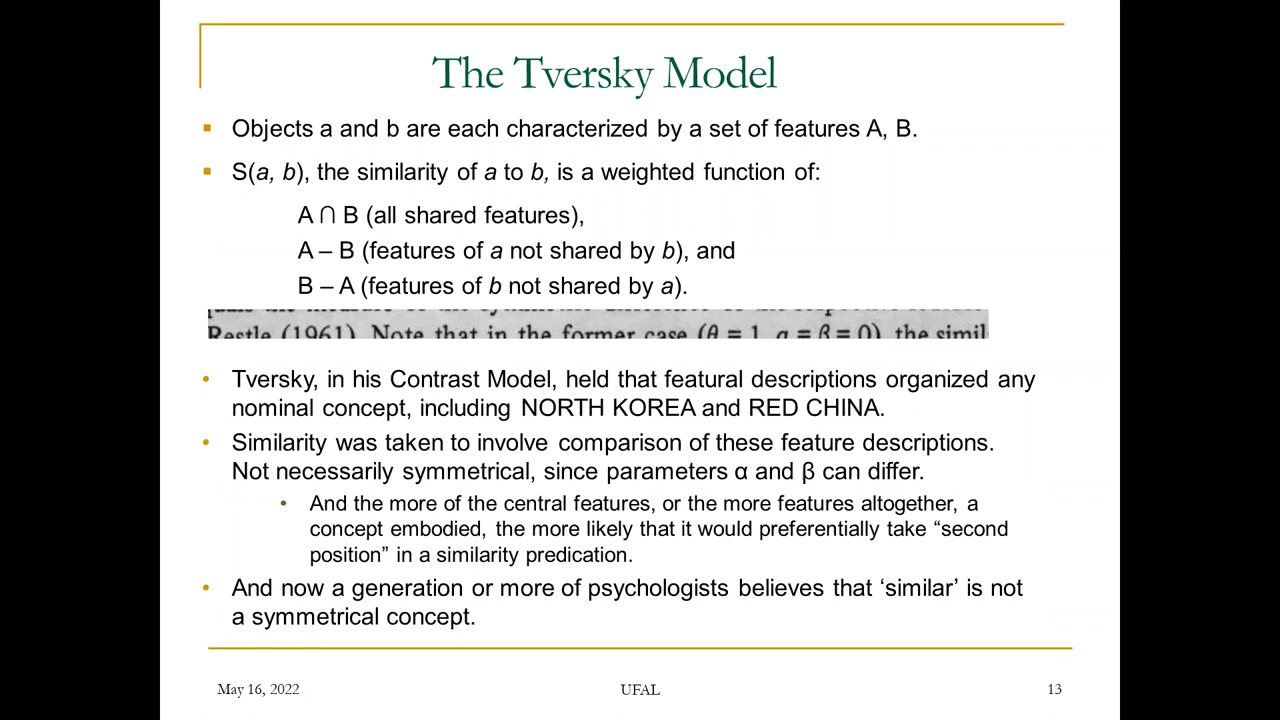 The Tversky Model
▪ Objects a and b are each characterized by a set of features A, B.
▪ S(a, b), the similarity of a to b, is a weighted function of:
A ∩ B (all shared features),
A – B (features of a not shared by b), and
B – A (features of b not shared by a).
Restle (1961). Note that in the former case (θ = 1, α = β = 0), the simil
• Tversky, in his Contrast Model, held that featural descriptions organized any
nominal concept, including NORTH KOREA and RED CHINA.
• Similarity was taken to involve comparison of these feature descriptions.
Not necessarily symmetrical, since parameters α and β can differ.
• And the more of the central features, or the more features altogether, a
concept embodied, the more likely that it would preferentially take “second
position” in a similarity predication.
• And now a generation or more of psychologists believes that ‘similar’ is not
a symmetrical concept.
May 16, 2022 UFAL 13